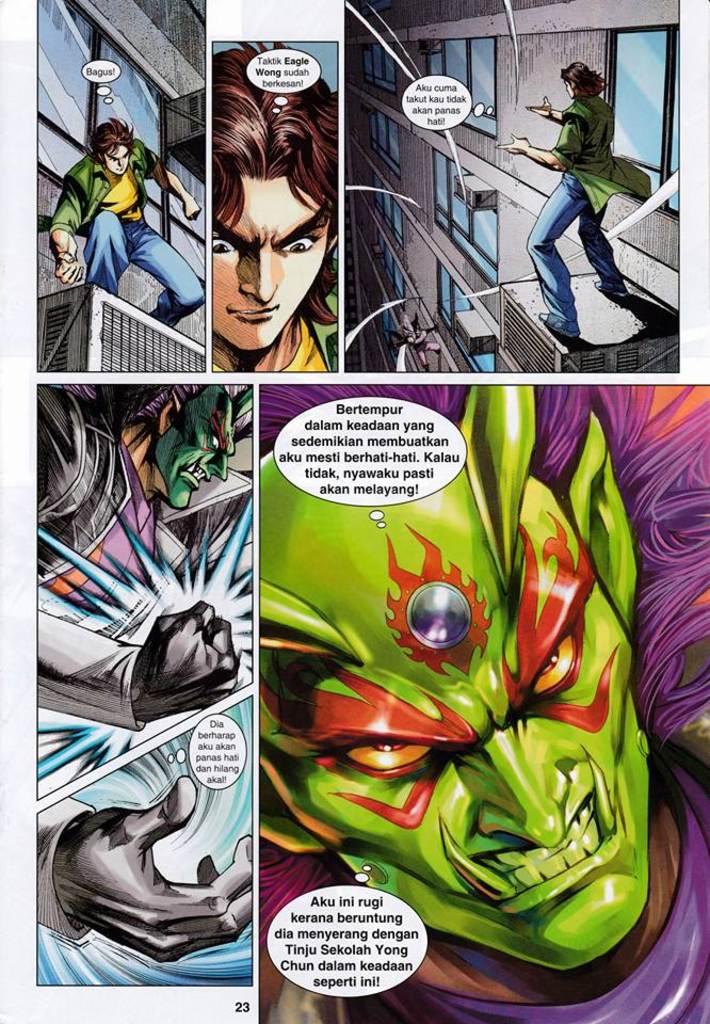 Bagus!
Taktik Eagle
Wong sudah
berkesan!
Aku cuma
takut kau tidak
akan panas
hati!
Bertempur
dalam keadaan yang
sedemikian membuatkan
aku mesti berhati-hati. Kalau
tidak, nyawaku pasti
akan melayang!
Dia
berharap
aku akan
panas hati
dan hilang
akal!
Aku ini rugi
kerana beruntung
dia menyerang dengan
Tinju Sekolah Yong
Chun dalam keadaan
seperti ini!
23